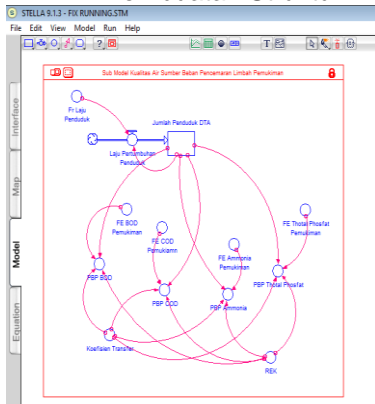 STELLA 9.1.3 - FIX RUNNING.STM
File Edit View Model Run Help
Interface
Map
Model
Equation
Sub Model Kualitas Air Sumber Beban Pencemaran Limbah Pemukiman
Fr Laju
Penduduk
Jumlah Penduduk DTA
Laju Pertumbuhan
Penduduk
FE BOD
Pemukiman
FE COD
Pemukiamn
FE Ammonia
Pemukiman
FE Thotal Phosfat
Pemukiman
PBP BOD
PBP COD
PBP Ammonia
PBP Thotal Phosfat
Koefisien Transfer
REK